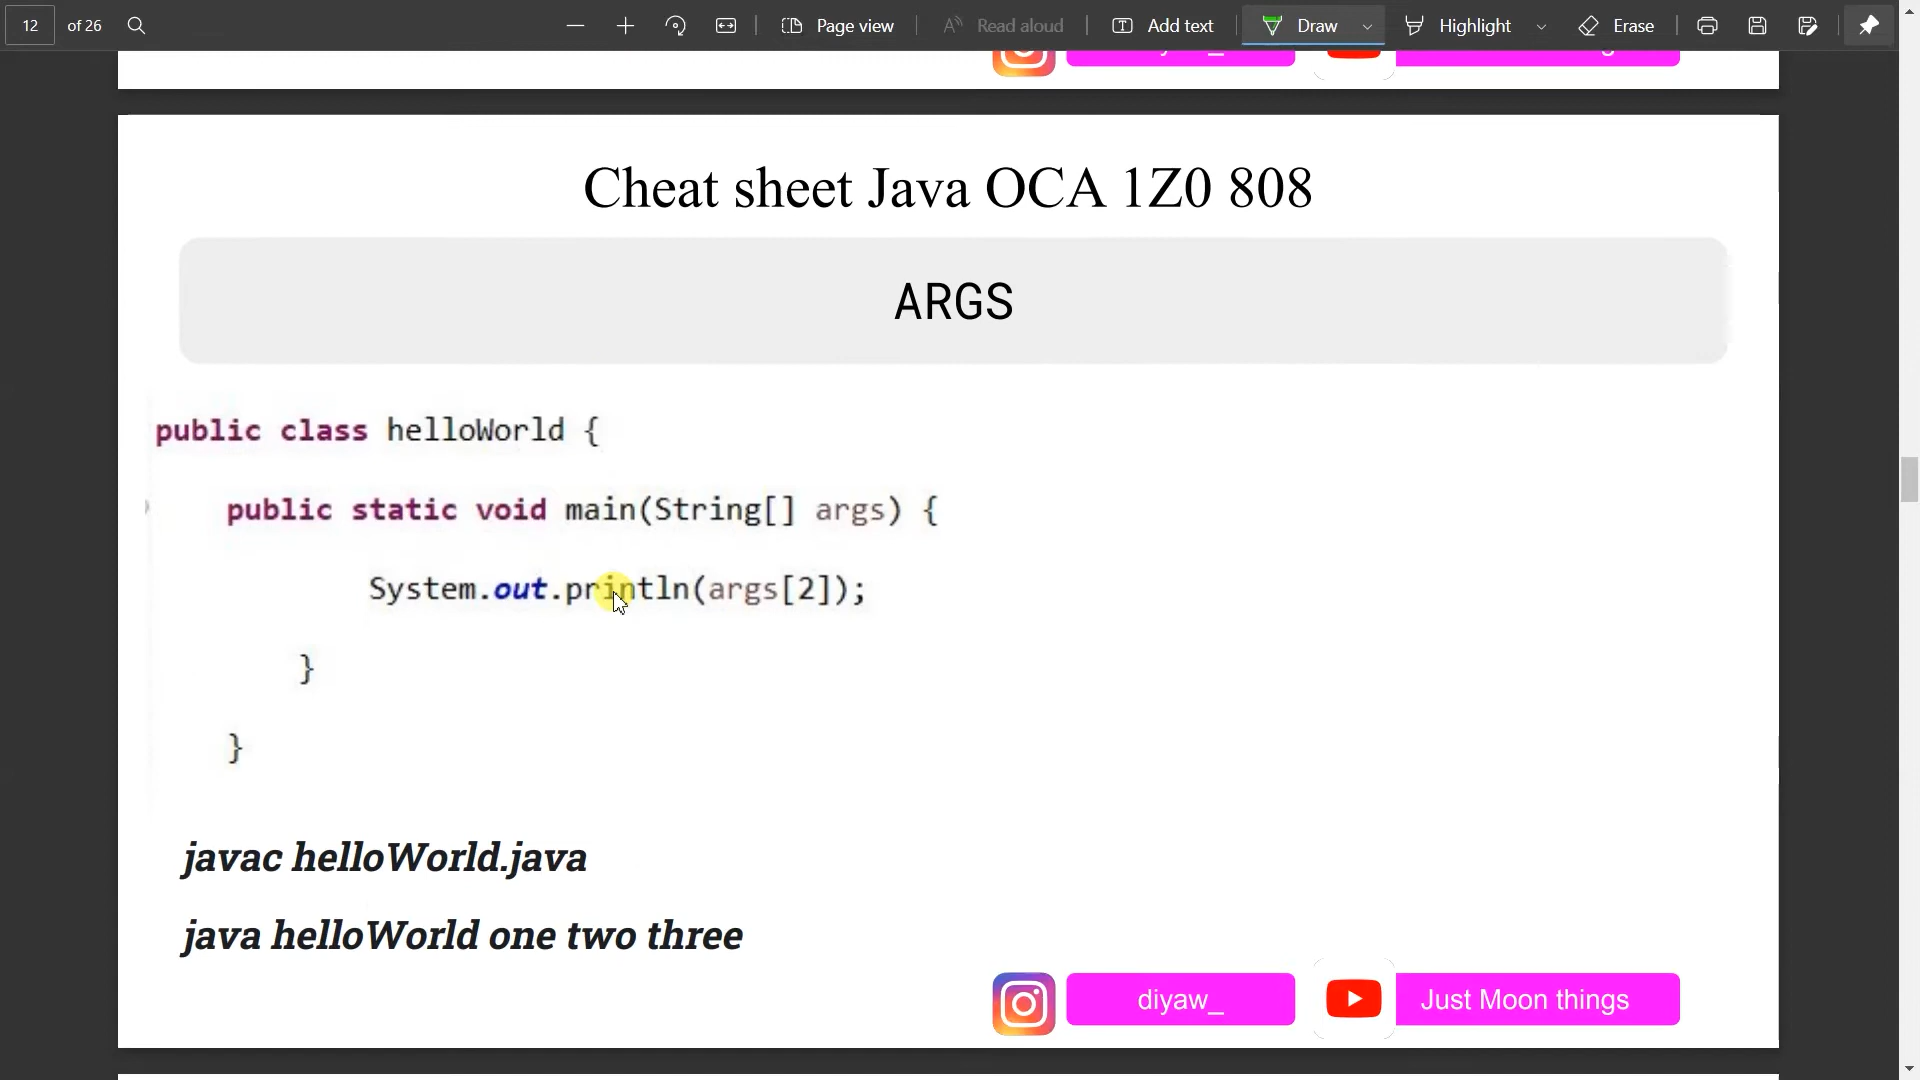 12 of 26 Page view Read aloud Add text Draw Highlight Erase
Cheat sheet Java OCA 1Z0 808
ARGS
public class helloWorld {
public static void main(String[] args) {
System.out.println(args[2]);
}
}
javac helloWorld.java
java helloWorld one two three
diyaw_ Just Moon things